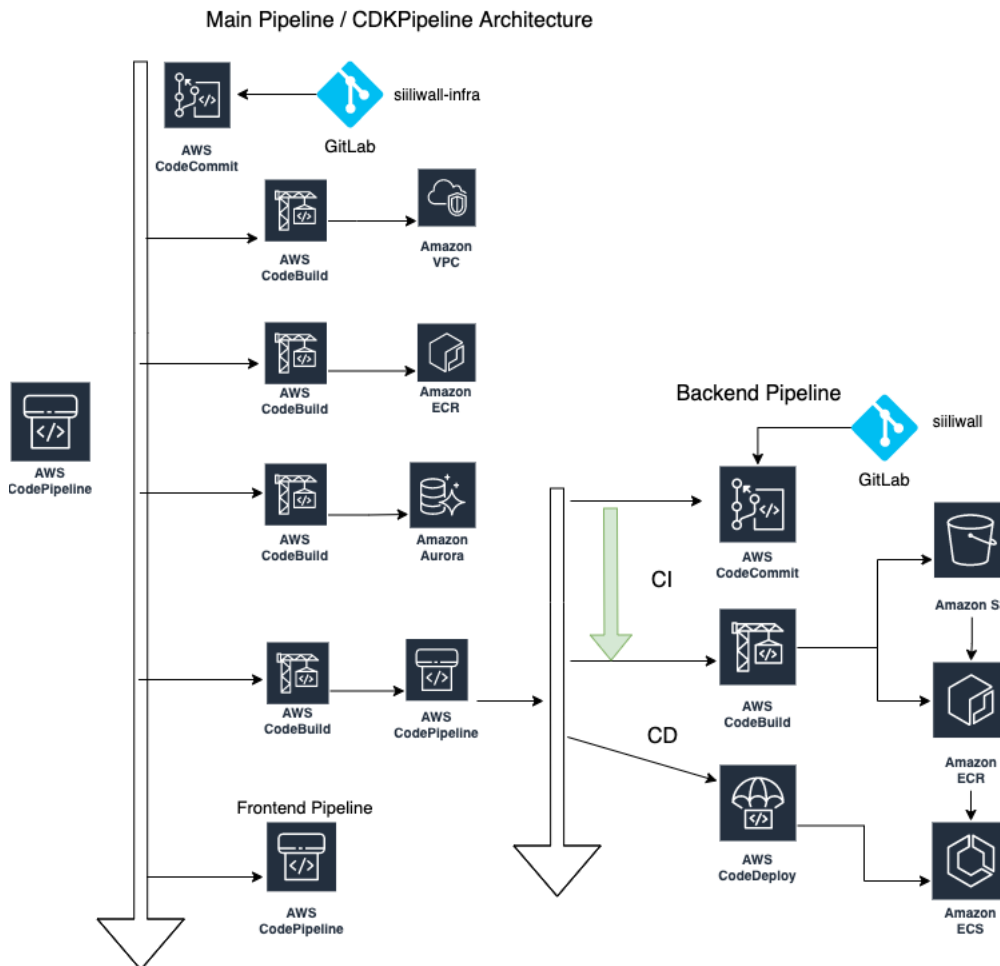 Main Pipeline / CDKPipeline Architecture
siiliwall-infra
GitLab
AWS
CodeCommit
AWS
CodeBuild
Amazon
VPC
AWS
CodeBuild
Amazon
ECR
AWS
CodePipeline
AWS
CodeBuild
Amazon
Aurora
AWS
CodeBuild
AWS
CodePipeline
Frontend Pipeline
AWS
CodePipeline
Backend Pipeline
siiliwall
GitLab
AWS
CodeCommit
CI
Amazon S
AWS
CodeBuild
Amazon
ECR
CD
AWS
CodeDeploy
Amazon
ECS